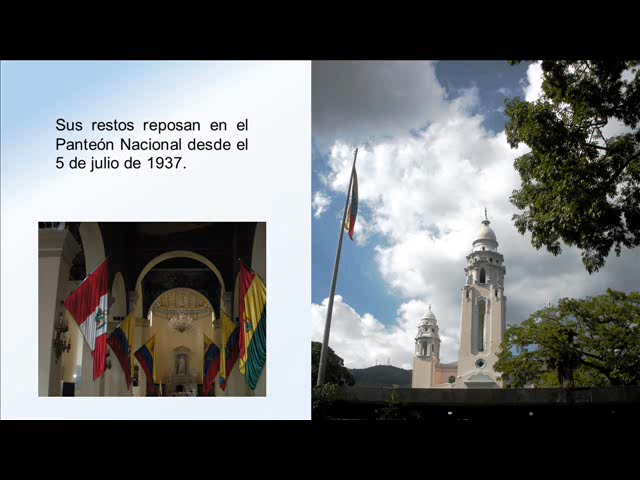 Sus restos reposan en el
Panteón Nacional desde el
5 de julio de 1937.